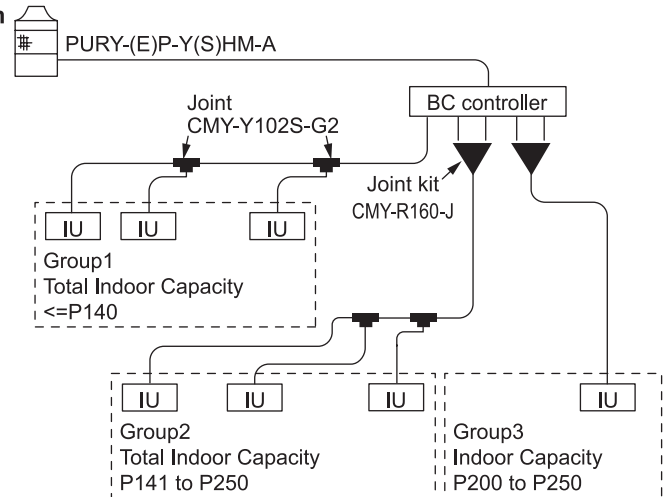 n
PURY-(E)P-Y(S)HM-A
BC controller
Joint
CMY-Y102S-G2
Joint kit
CMY-R160-J
IU
IU
IU
Group1
Total Indoor Capacity
<=P140
IU
IU
IU
Group2
Total Indoor Capacity
P141 to P250
IU
Group3
Indoor Capacity
P200 to P250